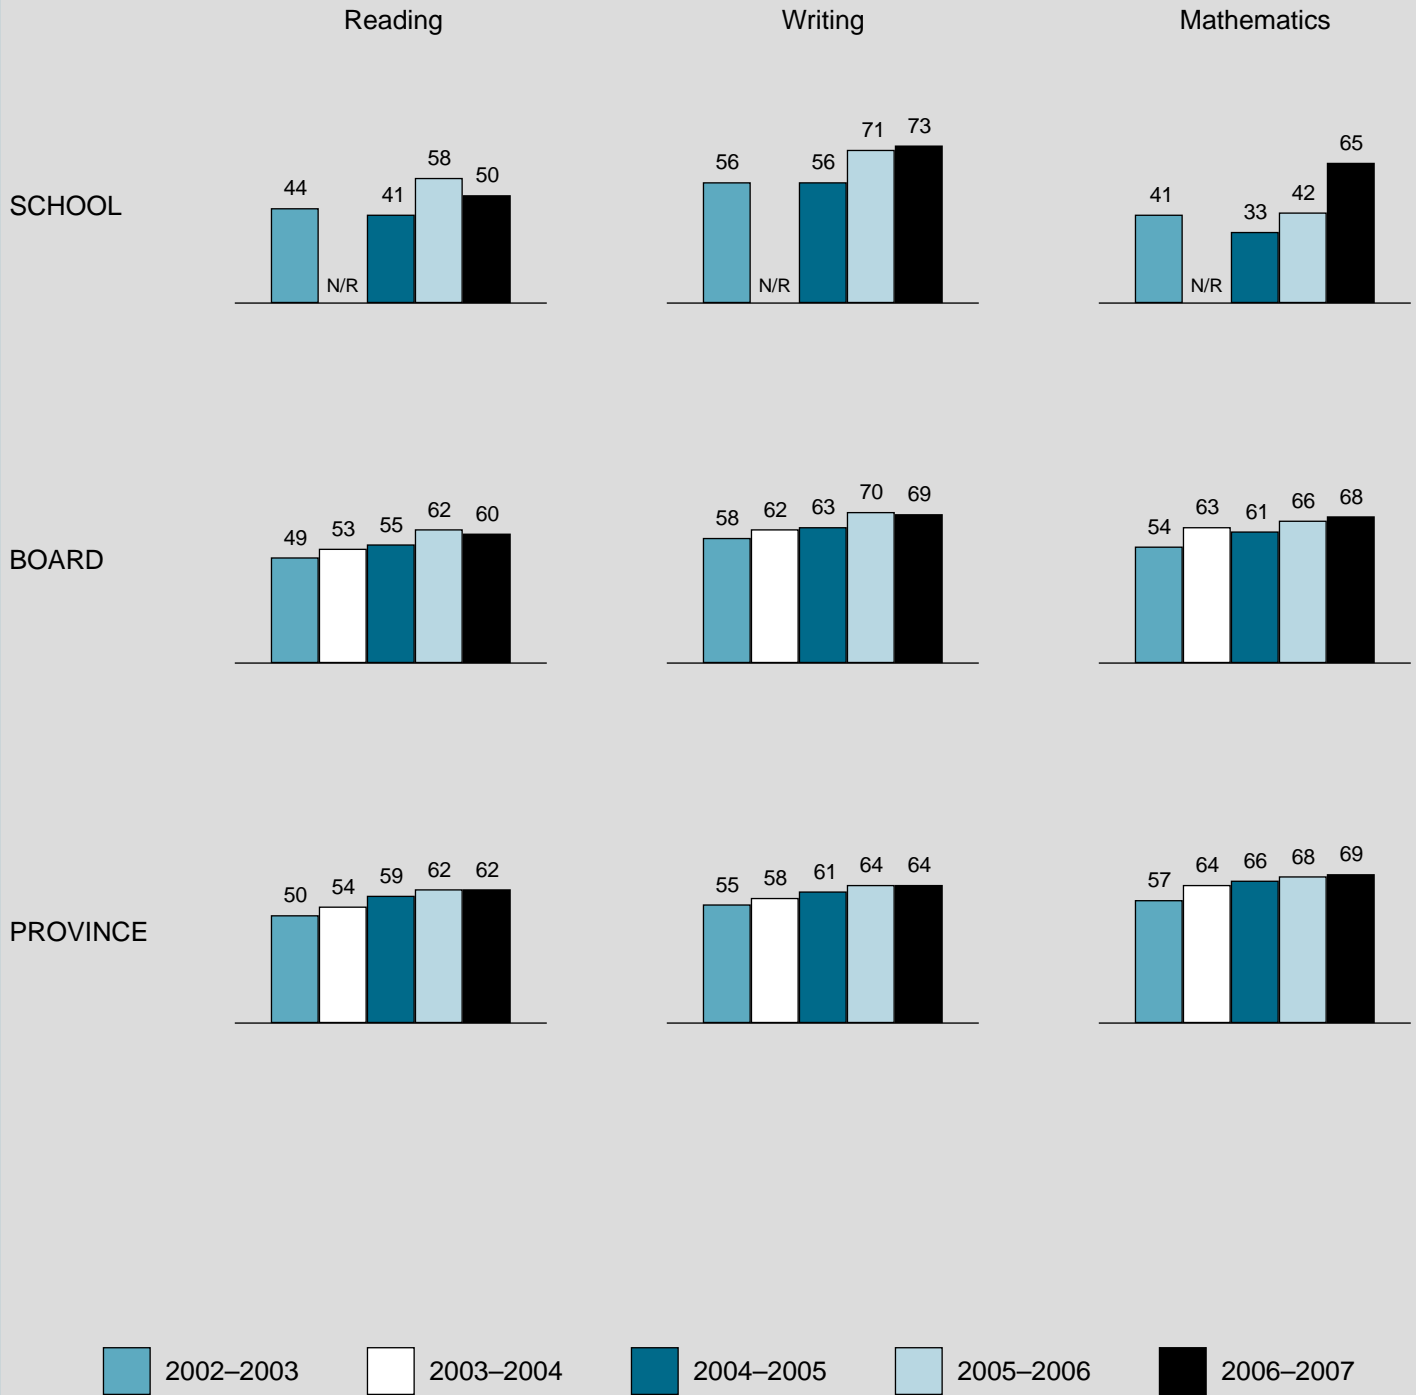 Reading Writing Mathematics
SCHOOL
44 N/R 41 58 50
56 N/R 56 71 73
41 N/R 33 42 65
BOARD
49 53 55 62 60
58 62 63 70 69
54 63 61 66 68
PROVINCE
50 54 59 62 62
55 58 61 64 64
57 64 66 68 69
2002–2003 2003–2004 2004–2005 2005–2006 2006–2007